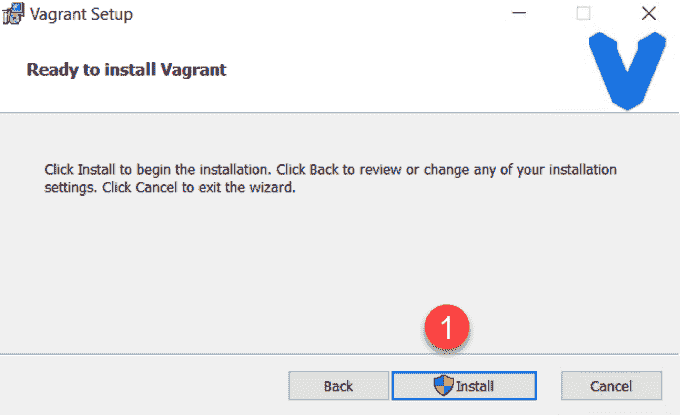 Vagrant Setup
Ready to install Vagrant
Click Install to begin the installation. Click Back to review or change any of your installation
settings. Click Cancel to exit the wizard.
1
Back
Install
Cancel